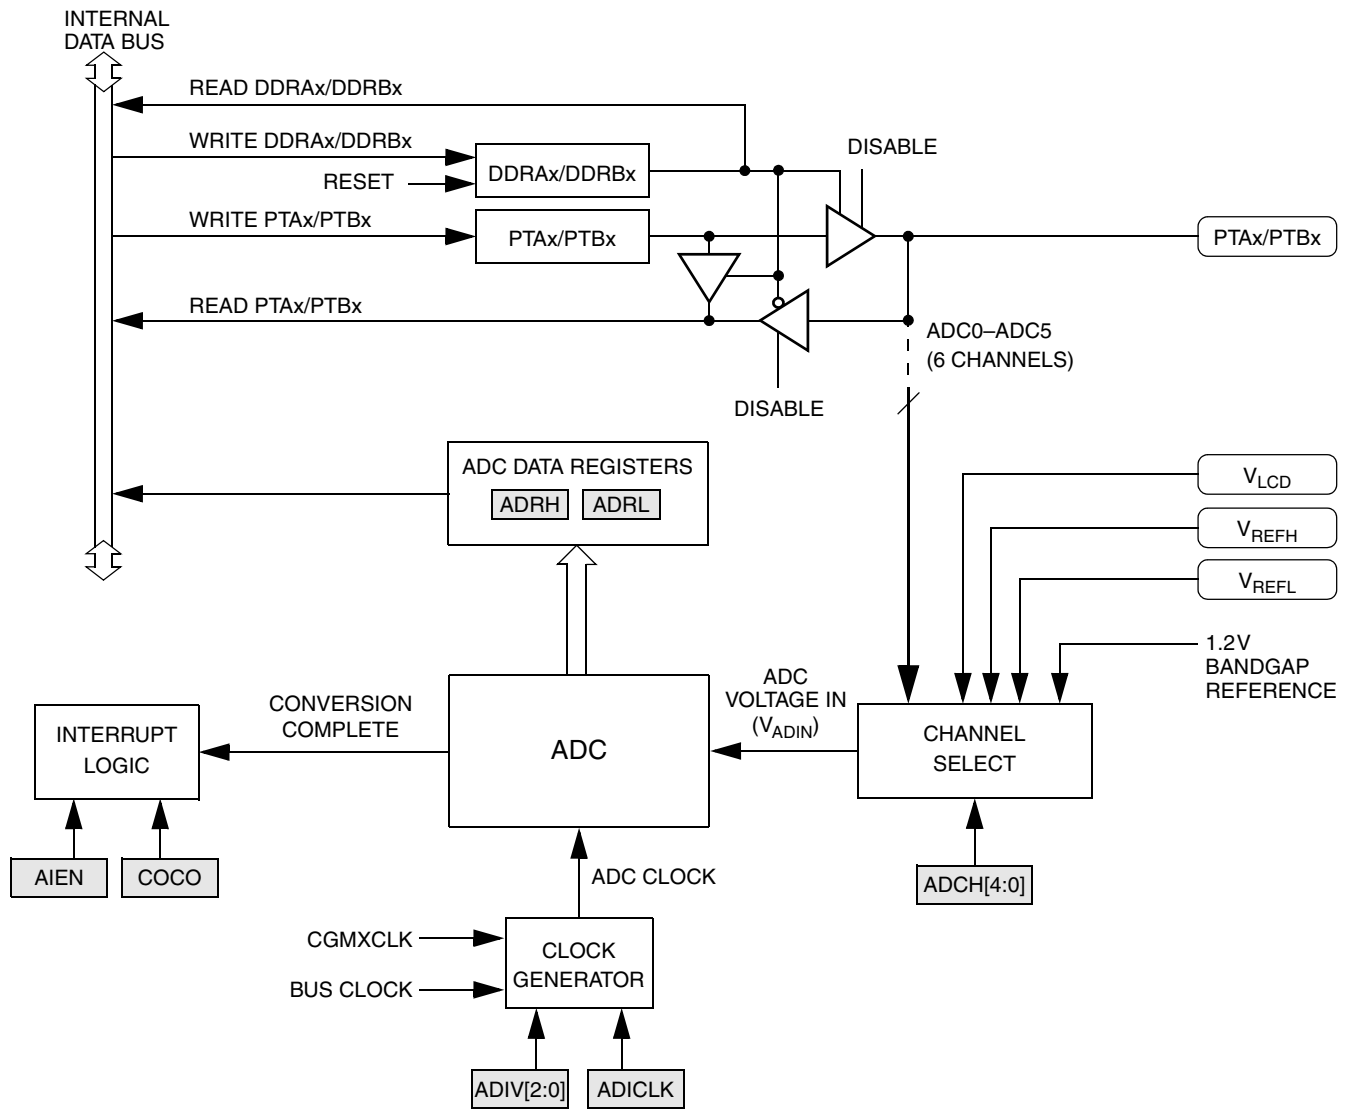 INTERNAL
DATA BUS
READ DDRAx/DDRBx
WRITE DDRAx/DDRBx
DISABLE
DDRAx/DDRBx
RESET
WRITE PTAx/PTBx
PTAx/PTBx
PTAx/PTBx
READ PTAx/PTBx
ADC0–ADC5
(6 CHANNELS)
DISABLE
ADC DATA REGISTERS
ADRH
ADRL
VLCD
VREFH
VREFL
1.2V
BANDGAP
REFERENCE
ADC
VOLTAGE IN
(VADIN)
CONVERSION
COMPLETE
INTERRUPT
LOGIC
ADC
CHANNEL
SELECT
AIEN
COCO
ADC CLOCK
ADCH[4:0]
CGMXCLK
BUS CLOCK
CLOCK
GENERATOR
ADIV[2:0]
ADICLK